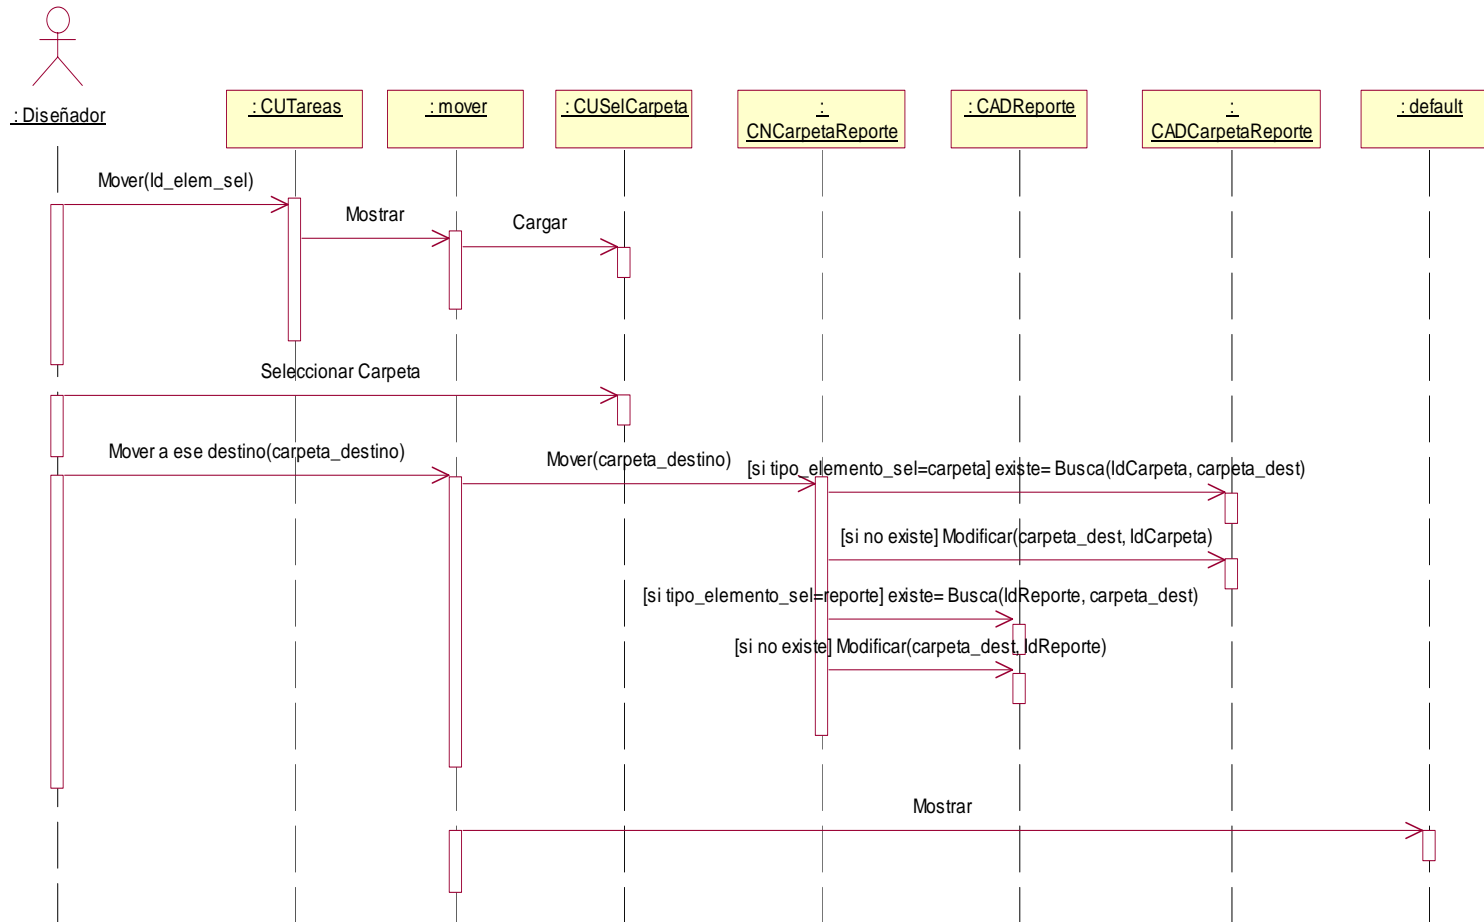 : Diseñador
: CUTareas
: mover
: CUSelCarpeta
:
CNCarpetaReporte
: CADReporte
:
CADCarpetaReporte
: default
Mover(Id_elem_sel)
Mostrar
Cargar
Seleccionar Carpeta
Mover a ese destino(carpeta_destino)
Mover(carpeta_destino)
[si tipo_elemento_sel=carpeta] existe= Busca(IdCarpeta, carpeta_dest)
[si no existe] Modificar(carpeta_dest, IdCarpeta)
[si tipo_elemento_sel=reporte] existe= Busca(IdReporte, carpeta_dest)
[si no existe] Modificar(carpeta_dest, IdReporte)
Mostrar